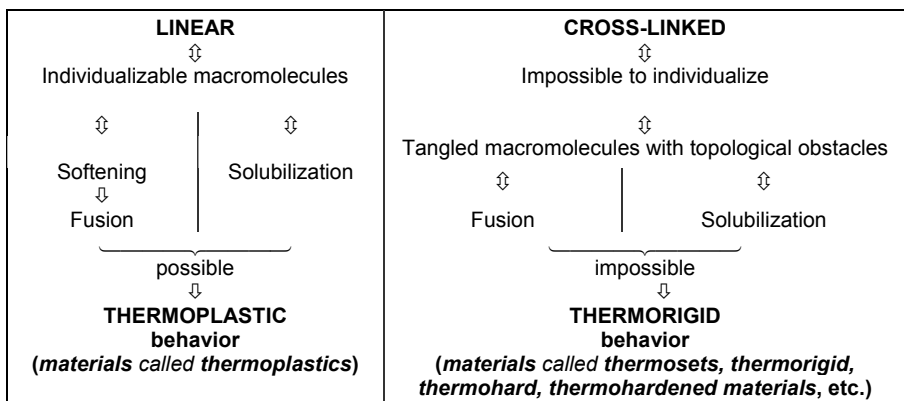 LINEAR
⇕
Individualizable macromolecules
⇕ ⇕
Softening Solubilization
⇩
Fusion
possible
⇩
THERMOPLASTIC
behavior
(materials called thermoplastics)
CROSS-LINKED
⇕
Impossible to individualize
⇕
Tangled macromolecules with topological obstacles
⇕ ⇕
Fusion Solubilization
impossible
⇩
THERMORIGID
behavior
(materials called thermosets, thermorigid,
thermohard, thermohardened materials, etc.)